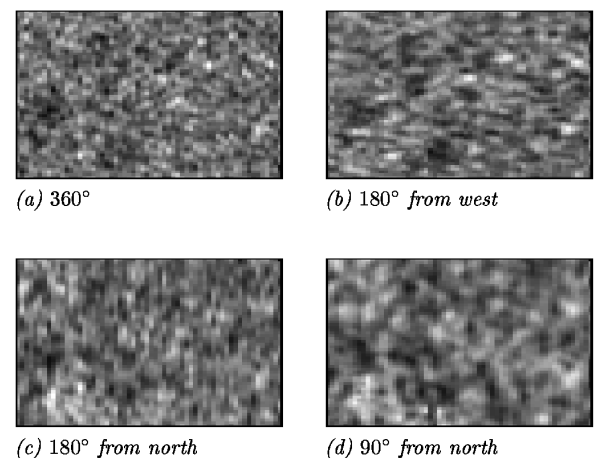 (a) 360°
(b) 180° from west
(c) 180° from north
(d) 90° from north